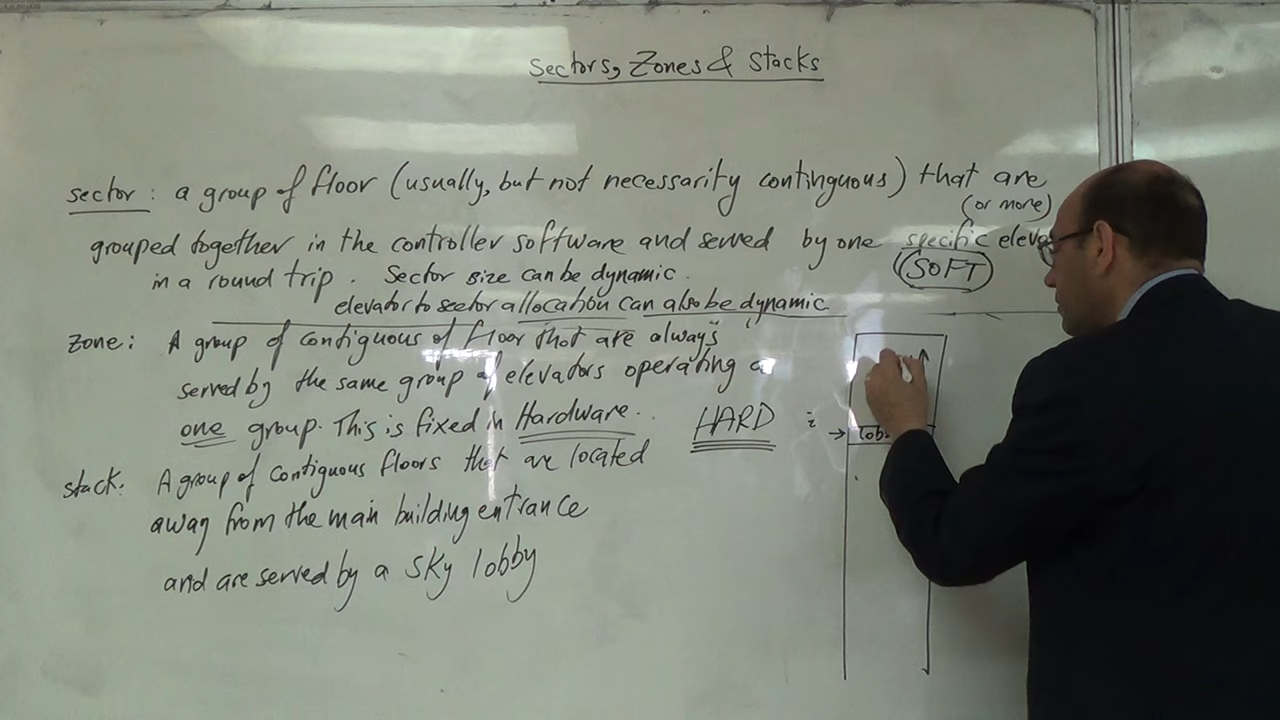 Sectors, Zones & Stacks
sector: a group of floor (usually, but not necessarity continguous) that are
(or more)
grouped together in the controller software and served by one specific eleva
in a round trip. Sector size can be dynamic.
(SOFT)
elevator to sector allocation can also be dynamic
Zone: A group of contiguous of floor that are always
served by the same group of elevators operating a
one group. This is fixed in Hardware.
HARD
stack: A group of contiguous floors that are located
away from the main building entrance
and are served by a sky lobby
lob